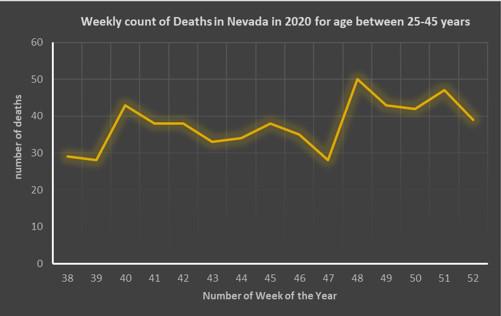 Weekly count of Deaths in Nevada in 2020 for age between 25-45 years
60
50
40
30
20
10
0
number of deaths
38 39 40 41 42 43 44 45 46 47 48 49 50 51 52
Number of Week of the Year